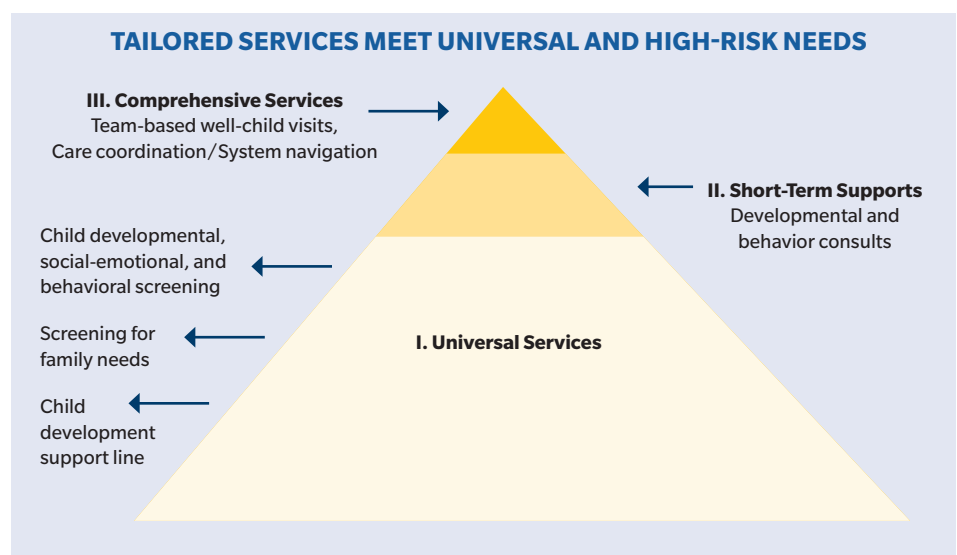 TAILORED SERVICES MEET UNIVERSAL AND HIGH-RISK NEEDS
III. Comprehensive Services
Team-based well-child visits,
Care coordination/System navigation
II. Short-Term Supports
Developmental and
behavior consults
Child developmental,
social-emotional, and
behavioral screening
Screening for
family needs
I. Universal Services
Child
development
support line